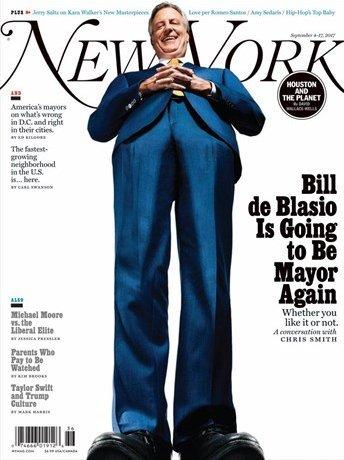 PLUS Jerry Saltz on Kara Walker's New Masterpieces. Love per Romeo Santos / Amy Sedaris / Hip-Hop's Top Baby
September 4–17, 2017
NEW YORK
HOUSTON
AND
THE PLANET
By DAVID
WALLACE-WELLS
AND
America's mayors
on what's wrong
in D.C. and right
in their cities.
BY ED KILGORE
The fastest-
growing
neighborhood
in the U.S.
is... here.
BY CARL SWANSON
Bill
de Blasio
Is Going
to Be
Mayor
Again
Whether you
like it or not.
A conversation with
CHRIS SMITH
ALSO
Michael Moore
vs. the
Liberal Elite
BY JESSICA PRESSLER
Parents Who
Pay to Be
Watched
BY KIM BROOKS
Taylor Swift
and Trump
Culture
BY MARK HARRIS
36
NYMAG.COM $6.99 USA/CANADA